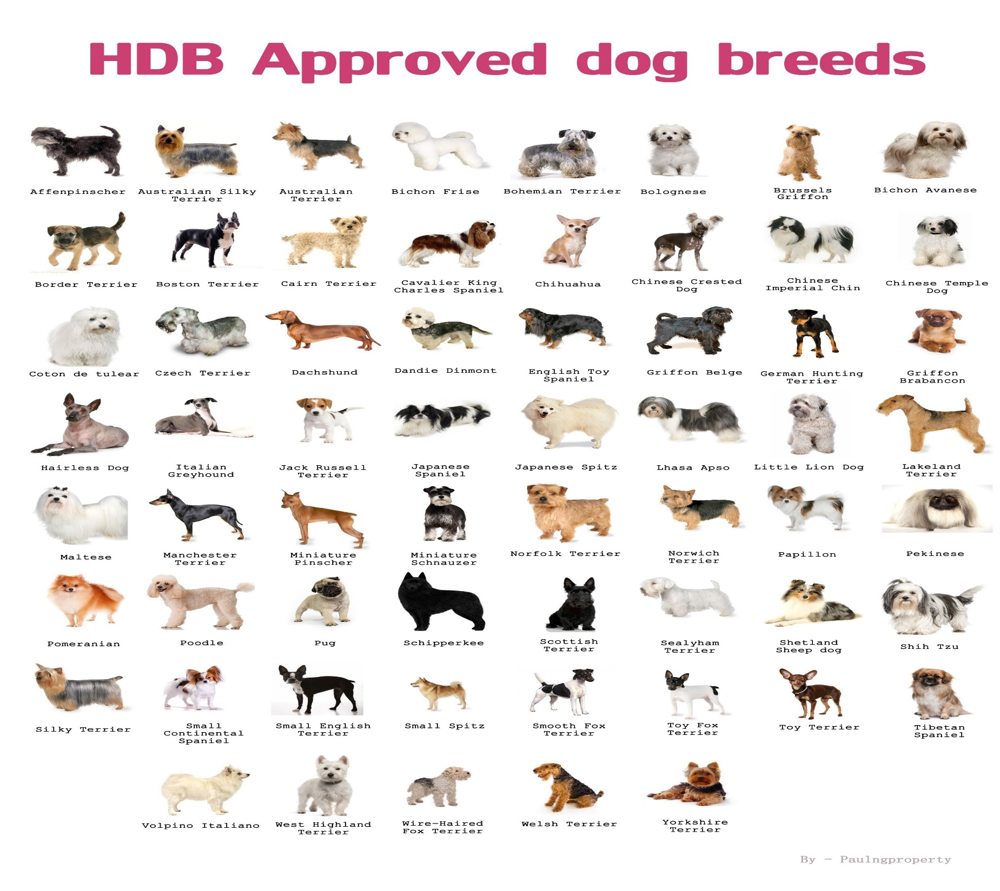 HDB Approved dog breeds
Affenpinscher
Australian Silky
Terrier
Australian
Terrier
Bichon Frise
Bohemian Terrier
Bolognese
Brussels
Griffon
Bichon Avanese
Border Terrier
Boston Terrier
Cairn Terrier
Cavalier King
Charles Spaniel
Chihuahua
Chinese Crested
Dog
Chinese
Imperial Chin
Chinese Temple
Dog
Coton de tulear
Czech Terrier
Dachshund
Dandie Dinmont
English Toy
Spaniel
Griffon Belge
German Hunting
Terrier
Griffon
Brabancon
Hairless Dog
Italian
Greyhound
Jack Russell
Terrier
Japanese
Spaniel
Japanese Spitz
Lhasa Apso
Little Lion Dog
Lakeland
Terrier
Maltese
Manchester
Terrier
Miniature
Pinscher
Miniature
Schnauzer
Norfolk Terrier
Norwich
Terrier
Papillon
Pekinese
Pomeranian
Poodle
Pug
Schipperkee
Scottish
Terrier
Sealyham
Terrier
Shetland
Sheep dog
Shih Tzu
Silky Terrier
Small
Continental
Spaniel
Small English
Terrier
Small Spitz
Smooth Fox
Terrier
Toy Fox
Terrier
Toy Terrier
Tibetan
Spaniel
Volpino Italiano
West Highland
Terrier
Wire-Haired
Fox Terrier
Welsh Terrier
Yorkshire
Terrier
By - Paulngproperty